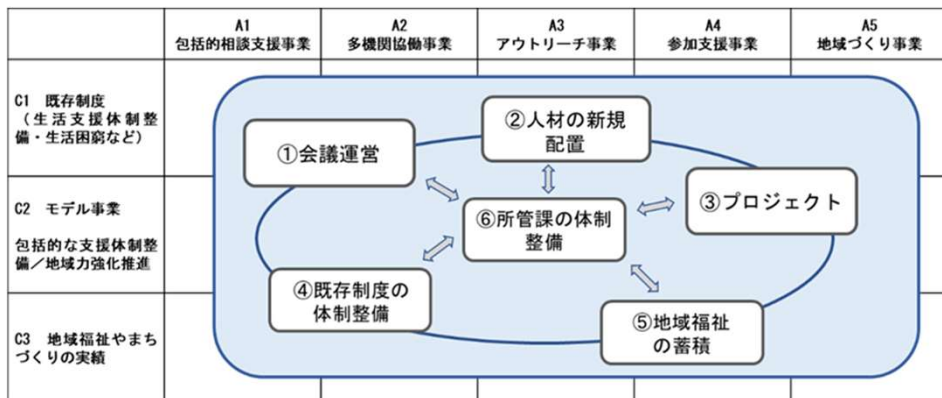 A1
包括的相談支援事業
A2
多機関協働事業
A3
アウトリーチ事業
A4
参加支援事業
A5
地域づくり事業
C1 既存制度
（生活支援体制整
備・生活困窮など）
C2 モデル事業
包括的な支援体制整
備／地域力強化推進
C3 地域福祉やまち
づくりの実績
①会議運営
②人材の新規
配置
③プロジェクト
⑥所管課の体制
整備
④既存制度の
体制整備
⑤地域福祉
の蓄積